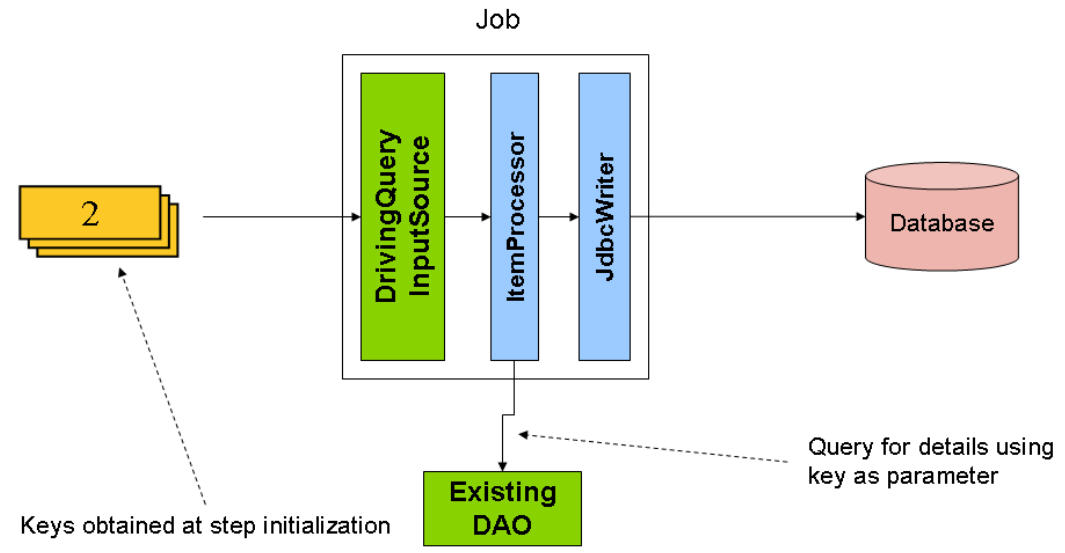 Job
2
DrivingQuery
InputSource
ItemProcessor
JdbcWriter
Database
Query for details using
key as parameter
Existing
DAO
Keys obtained at step initialization